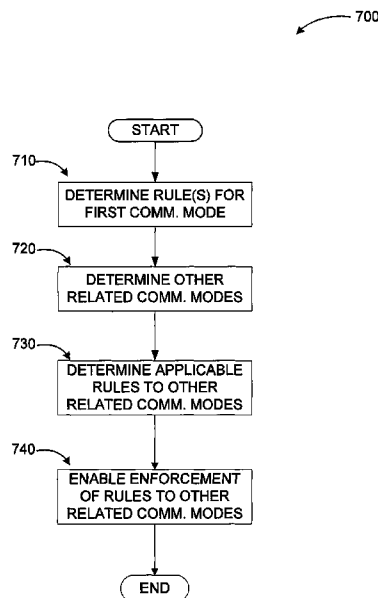 700
START
710
DETERMINE RULE(S) FOR
FIRST COMM. MODE
720
DETERMINE OTHER
RELATED COMM. MODES
730
DETERMINE APPLICABLE
RULES TO OTHER
RELATED COMM. MODES
740
ENABLE ENFORCEMENT
OF RULES TO OTHER
RELATED COMM. MODES
END